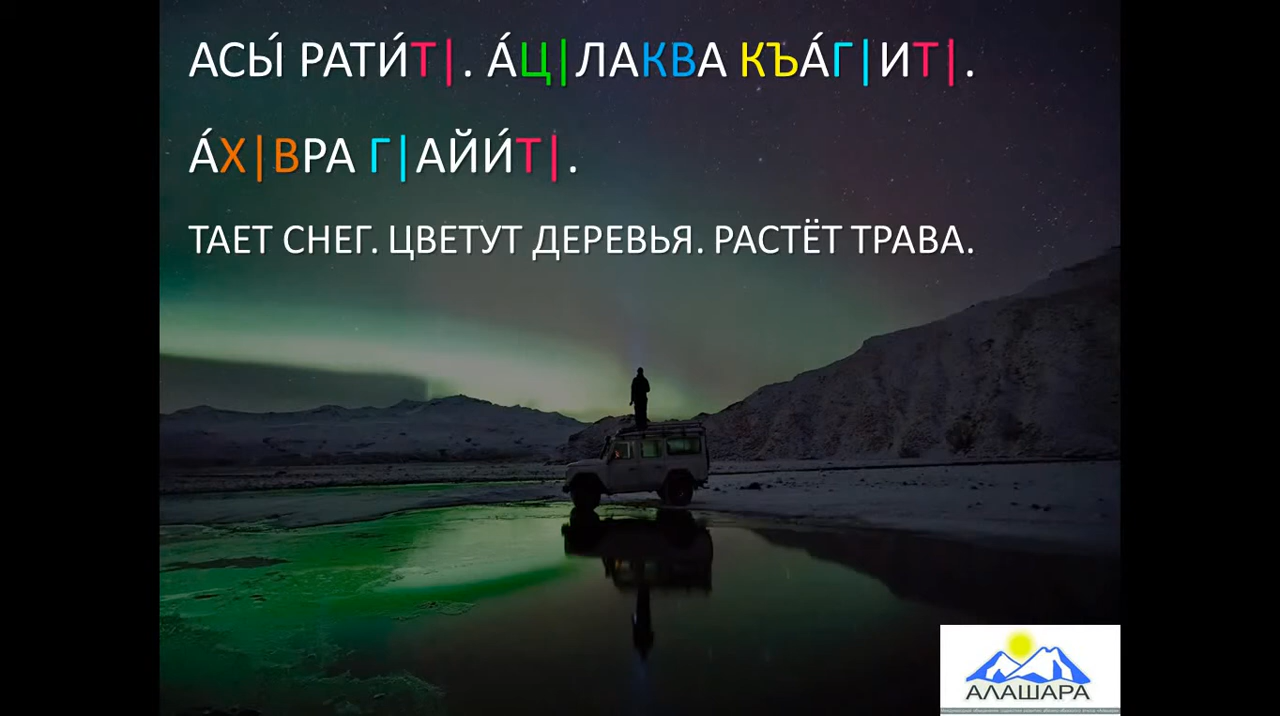 АСЫ́ РАТИ́Т|. А́Ц|ЛАКВА КЪА́Г|ИТ|.
А́Х|ВРА Г|АЙИ́Т|.
ТАЕТ СНЕГ. ЦВЕТУТ ДЕРЕВЬЯ. РАСТЁТ ТРАВА.
АЛАШАРА